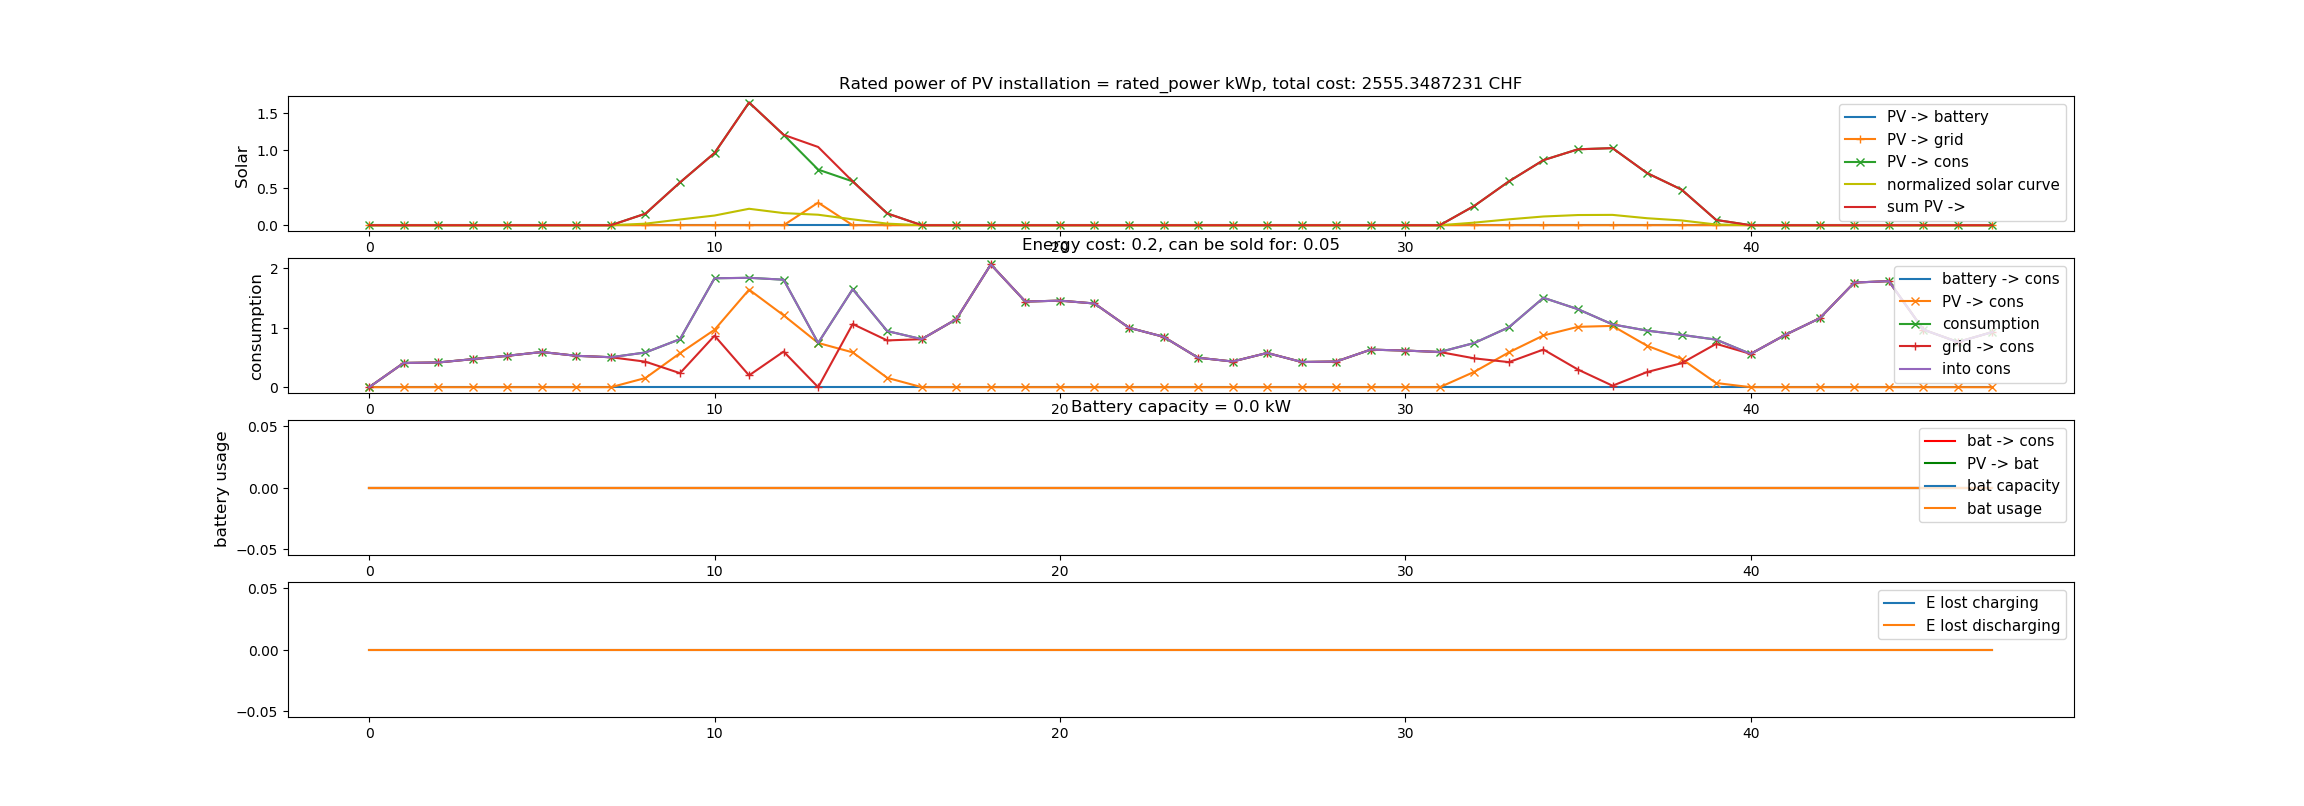 Rated power of PV installation = rated_power kWp, total cost: 2555.3487231 CHF
Solar
1.5
1.0
0.5
0.0
PV -> battery
PV -> grid
PV -> cons
normalized solar curve
sum PV ->
0 10 20 30 40
Energy cost: 0.2, can be sold for: 0.05
consumption
2
1
0
battery -> cons
PV -> cons
consumption
grid -> cons
into cons
0 10 20 30 40
Battery capacity = 0.0 kW
battery usage
0.05
0.00
−0.05
bat -> cons
PV -> bat
bat capacity
bat usage
0 10 20 30 40
0.05
0.00
−0.05
E lost charging
E lost discharging
0 10 20 30 40